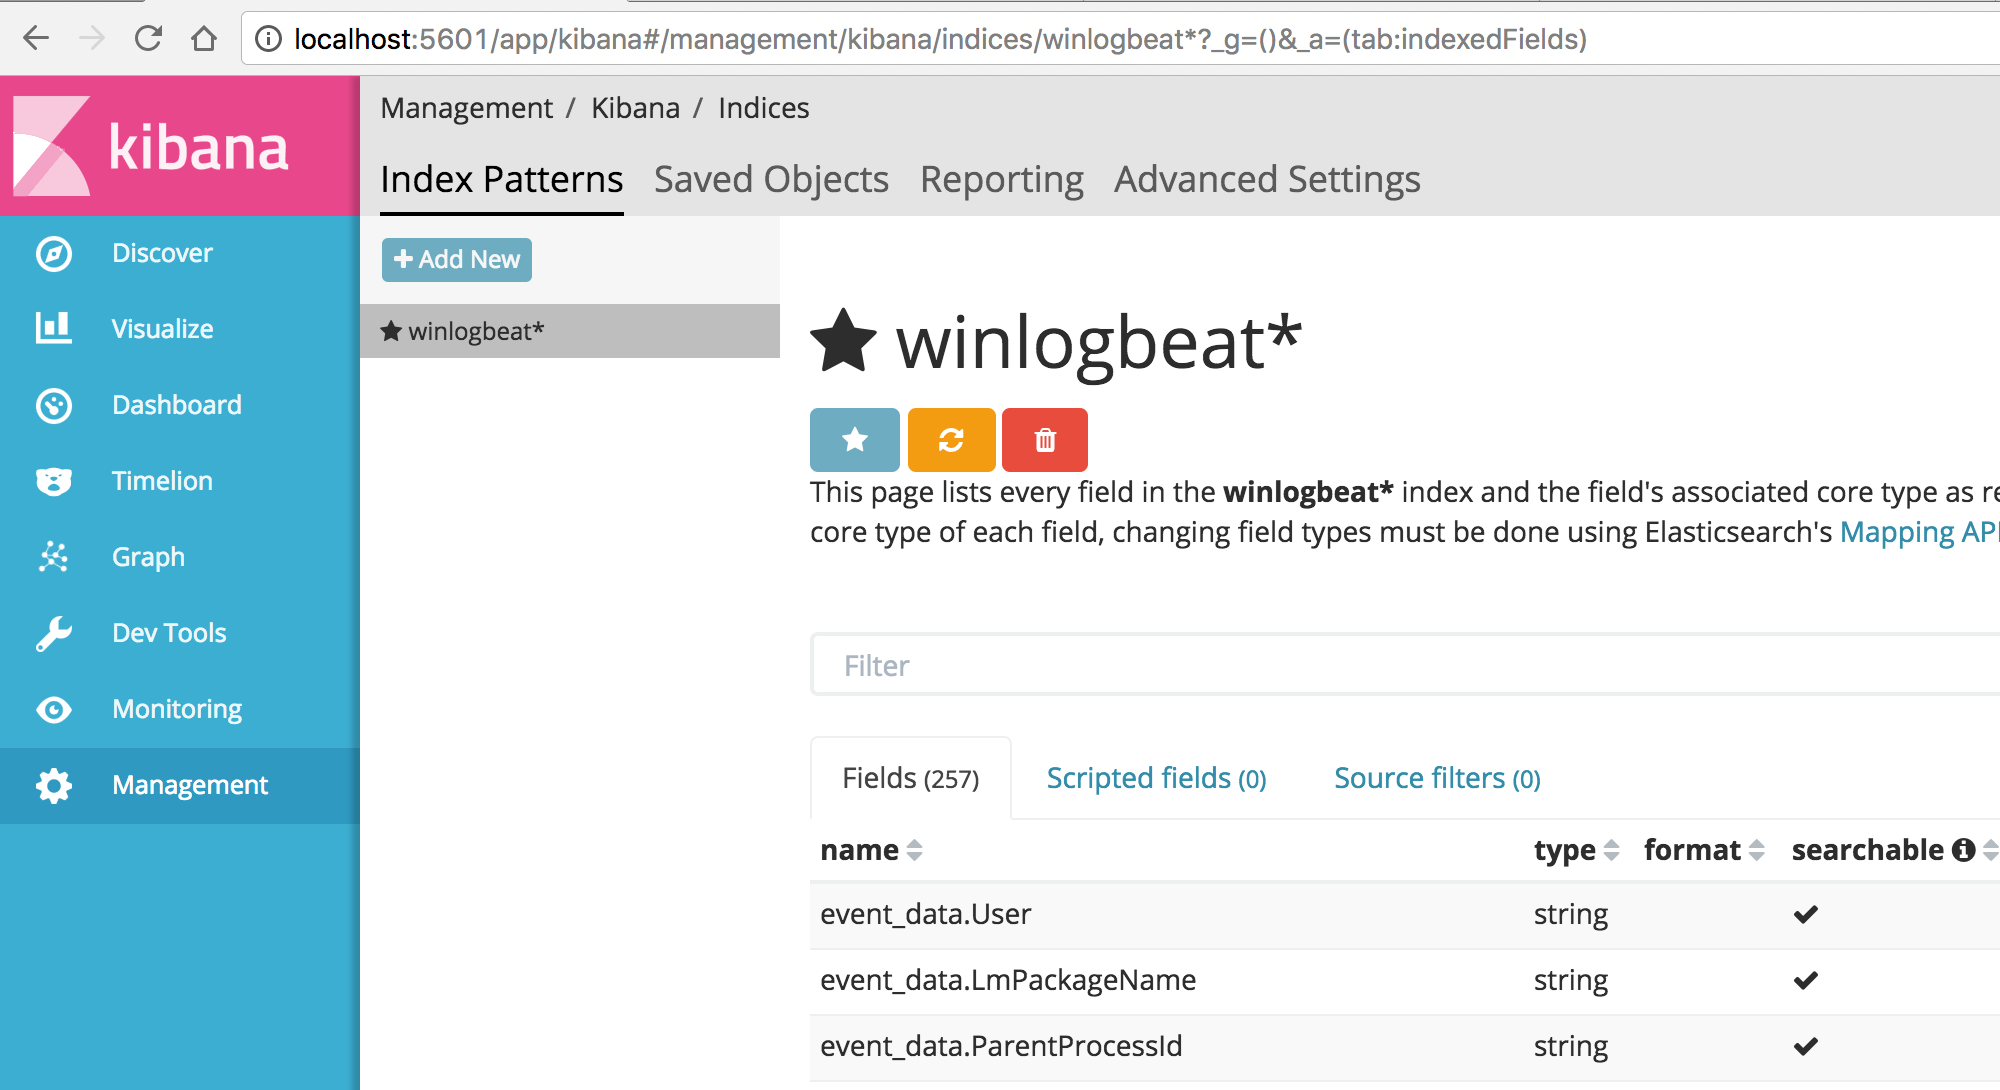 localhost:5601/app/kibana#/management/kibana/indices/winlogbeat*?_g=()&_a=(tab:indexedFields)
kibana
Discover
Visualize
Dashboard
Timelion
Graph
Dev Tools
Monitoring
Management
Management / Kibana / Indices
Index Patterns Saved Objects Reporting Advanced Settings
Add New
winlogbeat*
winlogbeat*
This page lists every field in the winlogbeat* index and the field's associated core type as re
core type of each field, changing field types must be done using Elasticsearch's Mapping API
Filter
Fields (257) Scripted fields (0) Source filters (0)
name type format searchable
event_data.User string
event_data.LmPackageName string
event_data.ParentProcessId string